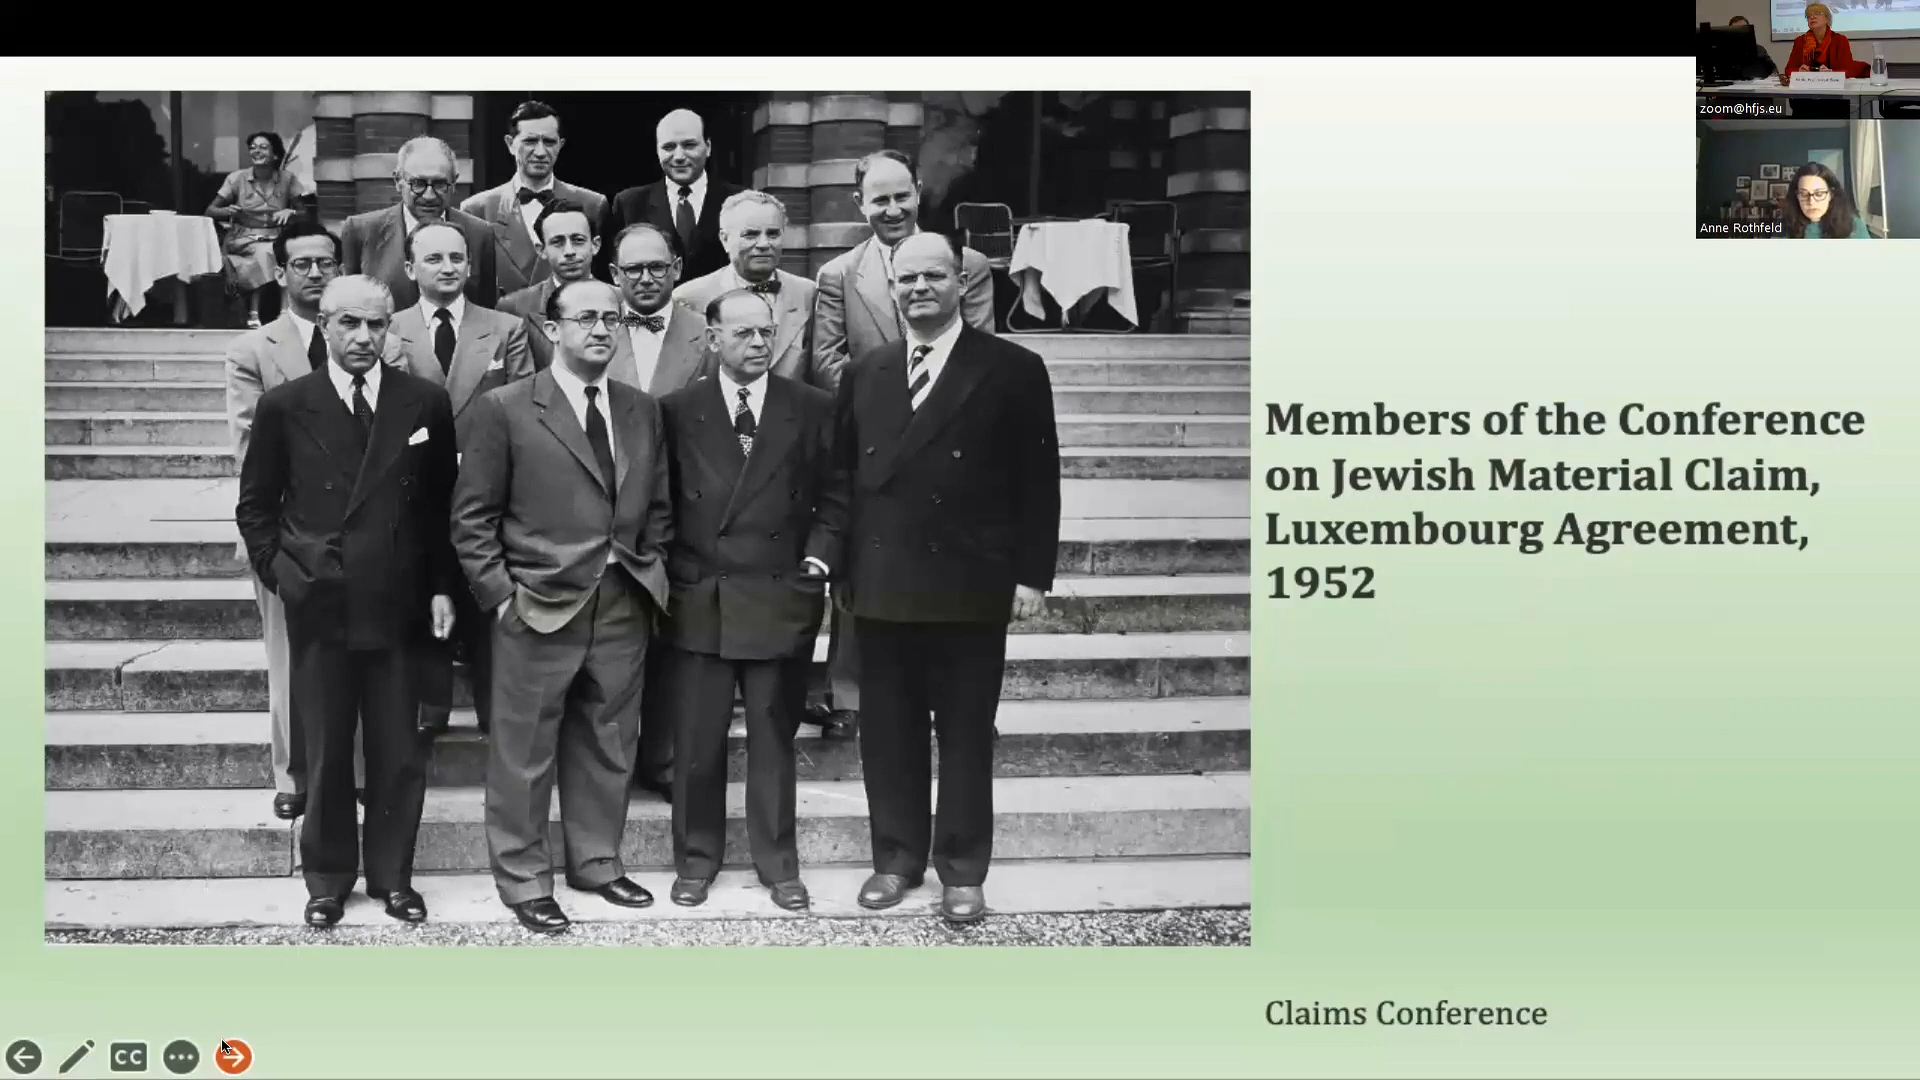 zoom@hfjs.eu
Anne Rothfeld
Members of the Conference
on Jewish Material Claim,
Luxembourg Agreement,
1952
Claims Conference
CC